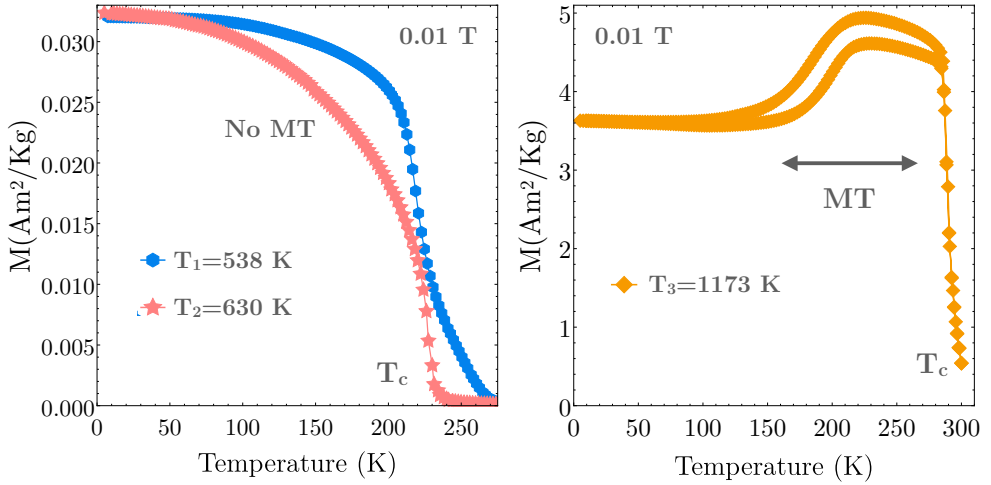 0.01 T
No MT
T₁=538 K
T₂=630 K
T_c
M(Am²/Kg)
0.030
0.025
0.020
0.015
0.010
0.005
0.000
0 50 100 150 200 250
Temperature (K)
0.01 T
MT
T₃=1173 K
T_c
M(Am²/Kg)
5
4
3
2
1
0
0 50 100 150 200 250 300
Temperature (K)